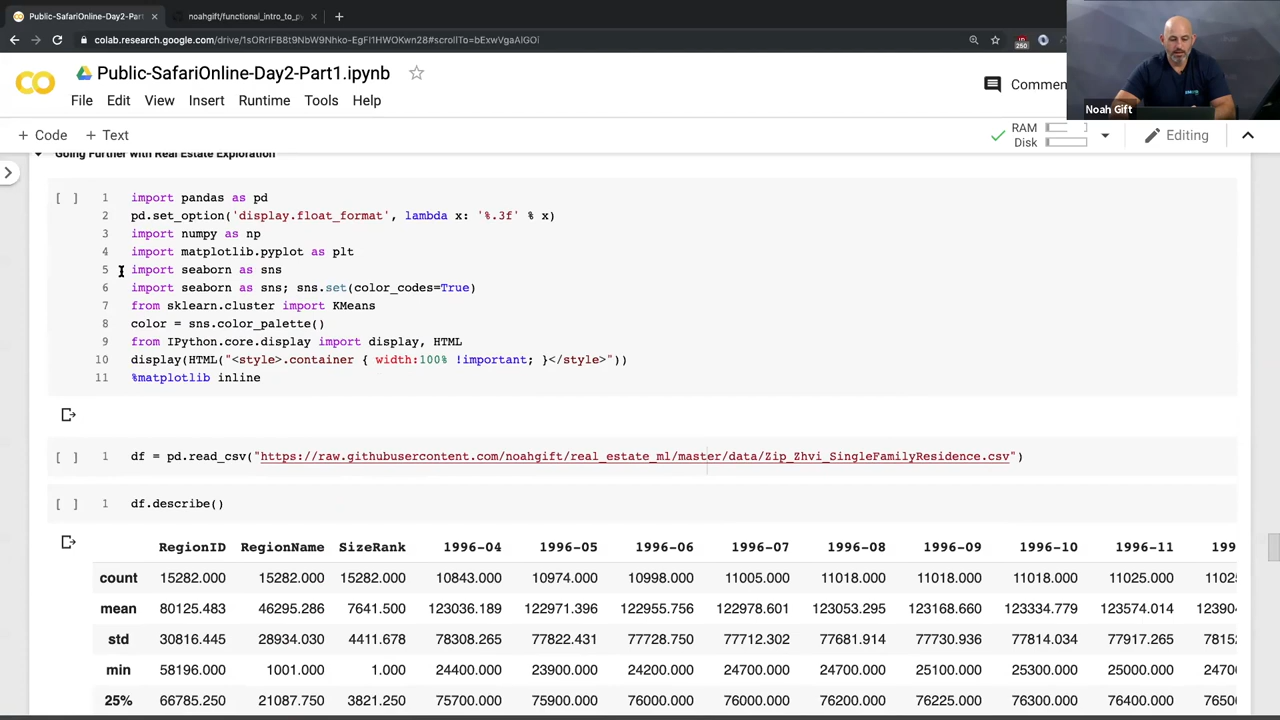 Public-SafariOnline-Day2-Part1
noahgift/functional_intro_to_py
colab.research.google.com/drive/1sORrIFB8t9NbW9Nhko-EgFI1HWOKwn28#scrollTo=bExwVgaAIGOi
250
Public-SafariOnline-Day2-Part1.ipynb
Commen
Noah Gift
File Edit View Insert Runtime Tools Help
+ Code + Text
RAM
Disk
Editing
Going Further with Real Estate Exploration
[ ] 1 import pandas as pd
2 pd.set_option('display.float_format', lambda x: '%.3f' % x)
3 import numpy as np
4 import matplotlib.pyplot as plt
5 import seaborn as sns
6 import seaborn as sns; sns.set(color_codes=True)
7 from sklearn.cluster import KMeans
8 color = sns.color_palette()
9 from IPython.core.display import display, HTML
10 display(HTML("<style>.container { width:100% !important; }</style>"))
11 %matplotlib inline
[ ] 1 df = pd.read_csv("https://raw.githubusercontent.com/noahgift/real_estate_ml/master/data/Zip_Zhvi_SingleFamilyResidence.csv")
[ ] 1 df.describe()
RegionID RegionName SizeRank 1996-04 1996-05 1996-06 1996-07 1996-08 1996-09 1996-10 1996-11 199
count 15282.000 15282.000 15282.000 10843.000 10974.000 10998.000 11005.000 11018.000 11018.000 11018.000 11025.000 11025
mean 80125.483 46295.286 7641.500 123036.189 122971.396 122955.756 122978.601 123053.295 123168.660 123334.779 123574.014 123904
std 30816.445 28934.030 4411.678 78308.265 77822.431 77728.750 77712.302 77681.914 77730.936 77814.034 77917.265 7815
min 58196.000 1001.000 1.000 24400.000 23900.000 24200.000 24700.000 24700.000 25100.000 25300.000 25000.000 2470
25% 66785.250 21087.750 3821.250 75700.000 75900.000 76000.000 76000.000 76200.000 76225.000 76300.000 76400.000 7650